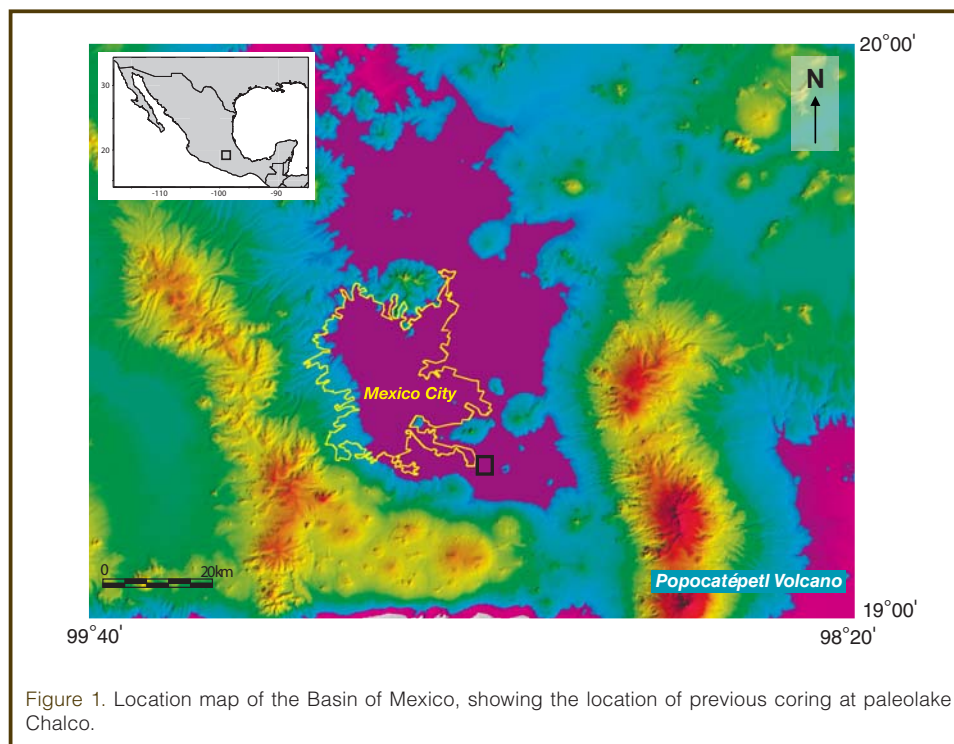 20°00'
N
30
20
-110
-100
-90
Mexico City
0 20km
Popocatépetl Volcano
19°00'
99°40'
98°20'
Figure 1. Location map of the Basin of Mexico, showing the location of previous coring at paleolake
Chalco.